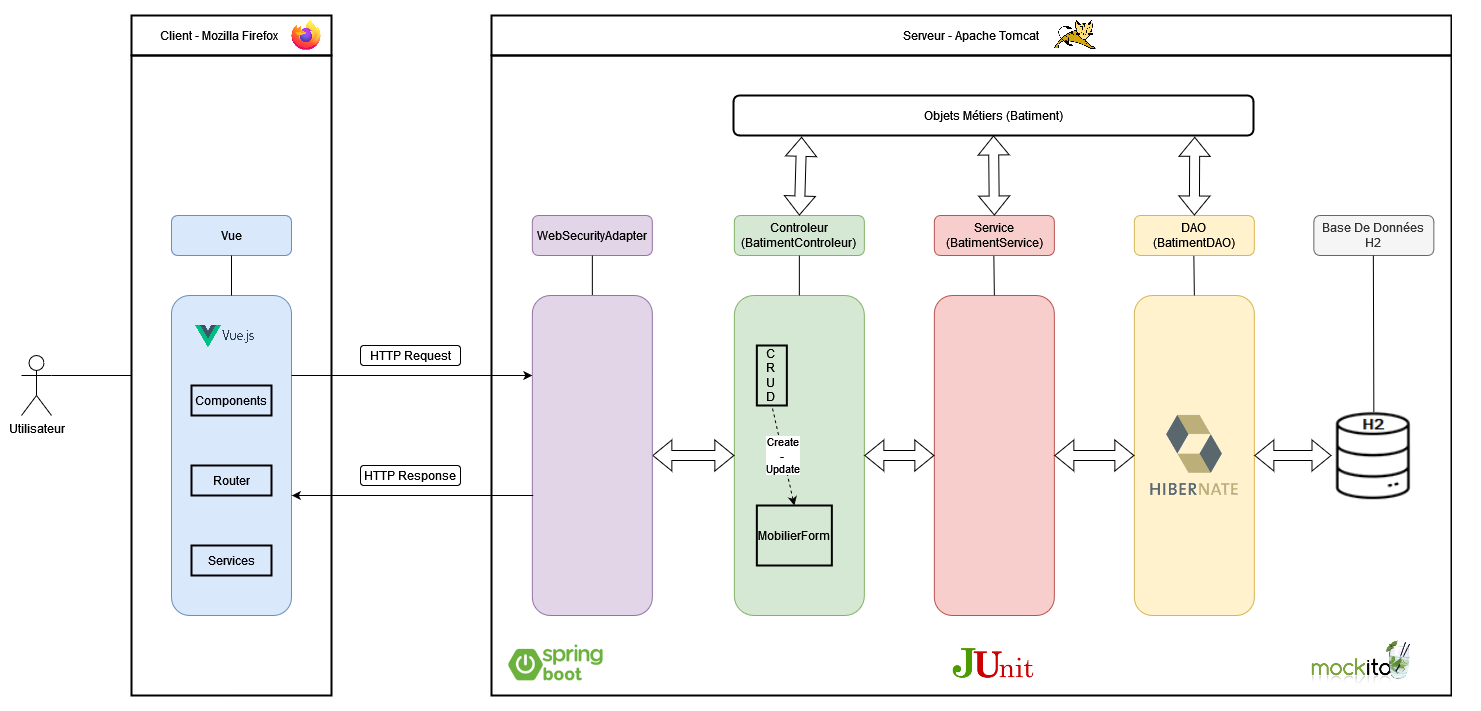 Client - Mozilla Firefox
Serveur - Apache Tomcat
Objets Métiers (Batiment)
Vue
WebSecurityAdapter
Controleur
(BatimentControleur)
Service
(BatimentService)
DAO
(BatimentDAO)
Base De Données
H2
Utilisateur
Vue.js
Components
Router
Services
HTTP Request
HTTP Response
C
R
U
D
Create
-
Update
MobilierForm
HIBERNATE
H2
spring
boot
JUnit
mockito